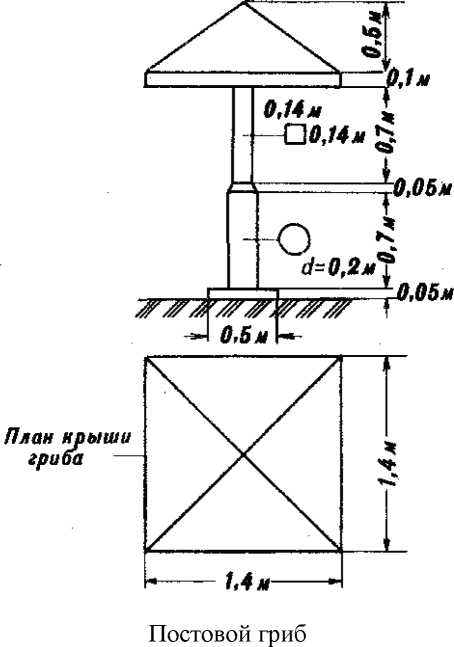 0,5м
0,1м
0,14м
0,14м
0,7м
0,05м
0,7м
d=0,2м
0,05м
0,5м
План крыши
гриба
1,4м
1,4м
Постовой гриб